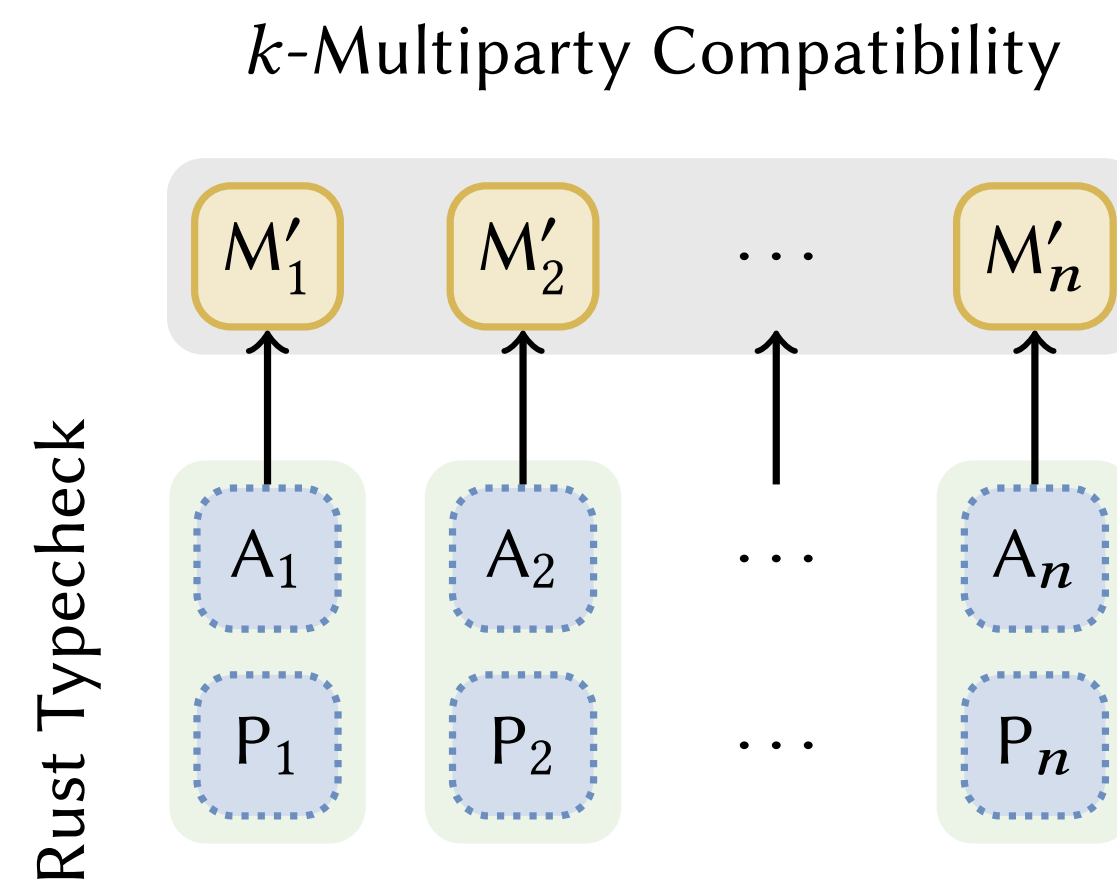 k-Multiparty Compatibility
M′1 M′2 ... M′n
Rust Typecheck
A1 A2 ... An
P1 P2 ... Pn